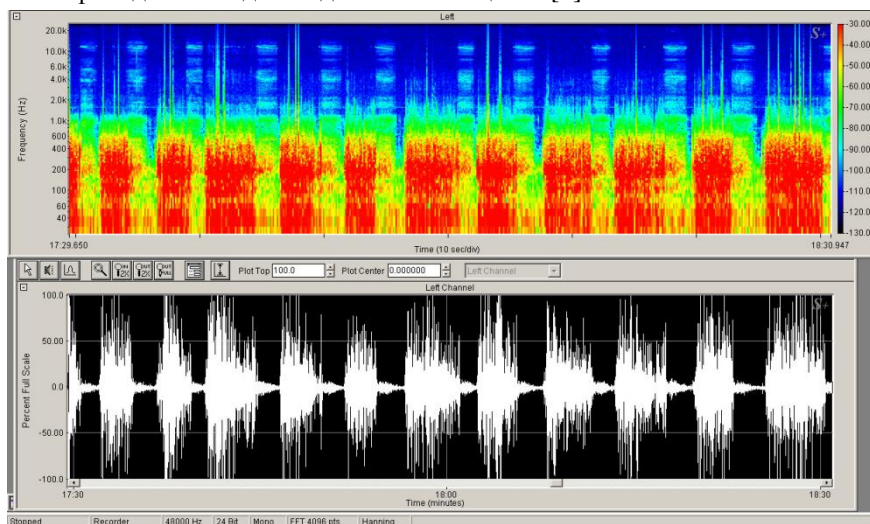 [4]
Left
S+
20.0k
10.0k
8.0k
6.0k
4.0k
2.0k
1.0k
600
400
200
100
60
40
Frequency (Hz)
-30.00
-40.00
-50.00
-60.00
-70.00
-80.00
-90.00
-100.0
-110.0
-120.0
-130.0
17:29.650
Time (10 sec/div)
18:30.947
Plot Top 100.0 Plot Center 0.000000 Left Channel
Left Channel
S+
100.0
50.00
0.0
-50.00
-100.0
Percent Full Scale
17:30
18:00
18:30
Time (minutes)
Stopped Recorder 48000 Hz 24 Bit Mono FFT 4096 pts Hanning